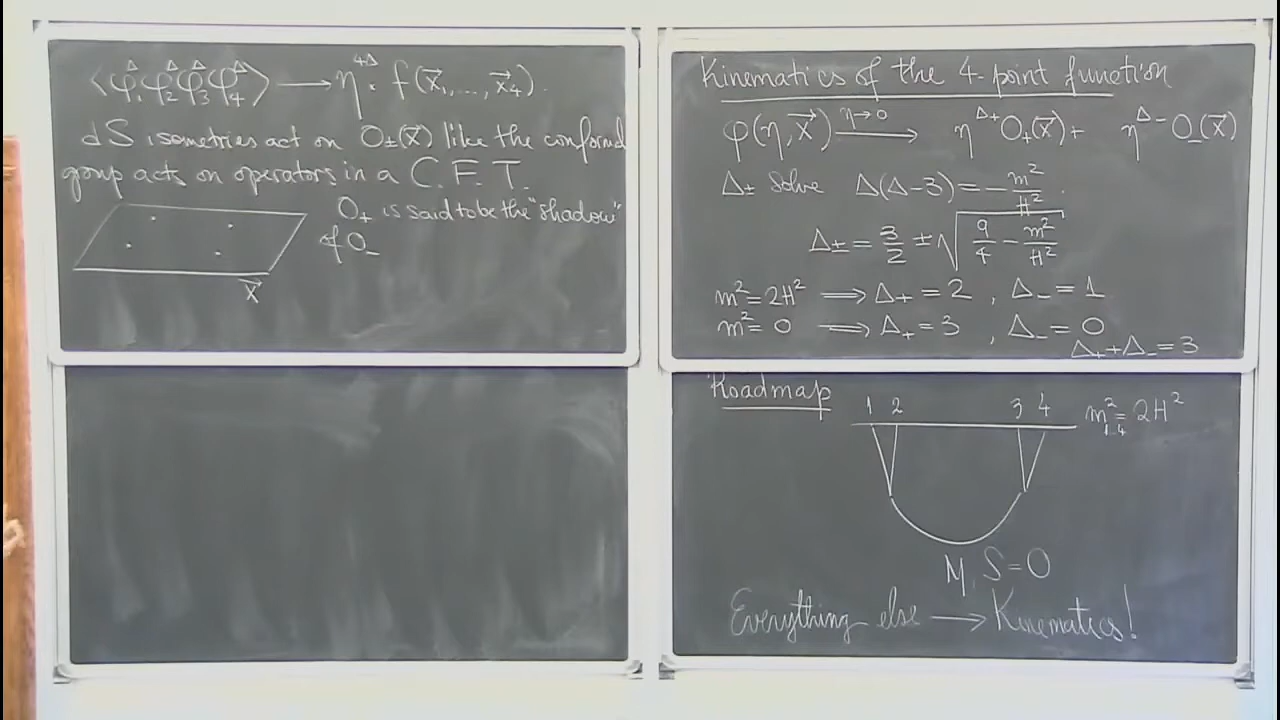 ⟨φ₁^Δ φ₂^Δ φ₃^Δ φ₄^Δ⟩ → η^{4Δ} · f(x⃗₁,...,x⃗₄).
dS isometries act on O±(x⃗) like the conformal
group acts on operators in a C.F.T.
O₊ is said to be the "shadow"
of O₋
x⃗
Kinematics of the 4-point function
φ(η,x⃗) →^{η→0} η^{Δ+} O₊(x⃗) + η^{Δ-} O₋(x⃗)
Δ± solve Δ(Δ-3) = -m²/H².
Δ± = 3/2 ± √(9/4 - m²/H²)
m² = 2H² ⟹ Δ₊ = 2 , Δ₋ = 1
m² = 0 ⟹ Δ₊ = 3 , Δ₋ = 0
Δ₊+Δ₋ = 3
Roadmap
1 2 3 4 m²₁₋₄ = 2H²
M, S=0
Everything else → Kinematics!